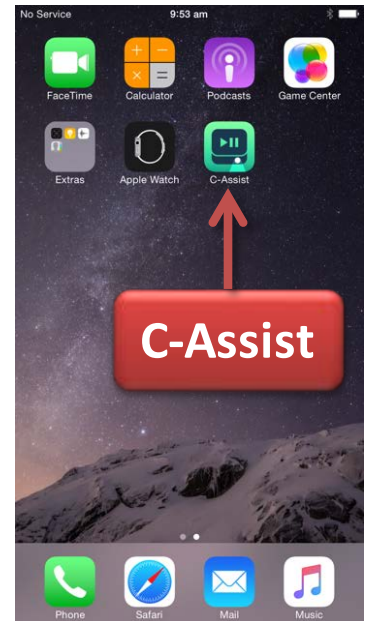 No Service 9:53 am
FaceTime Calculator Podcasts Game Center
Extras Apple Watch C-Assist
C-Assist
Phone Safari Mail Music